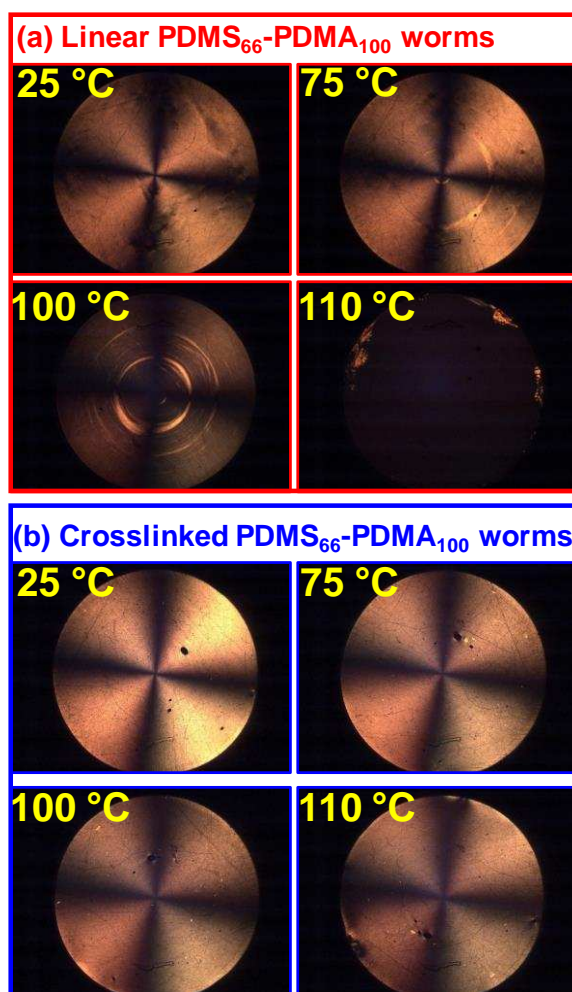 (a) Linear PDMS₆₆-PDMA₁₀₀ worms
25 °C 75 °C
100 °C 110 °C
(b) Crosslinked PDMS₆₆-PDMA₁₀₀ worms
25 °C 75 °C
100 °C 110 °C